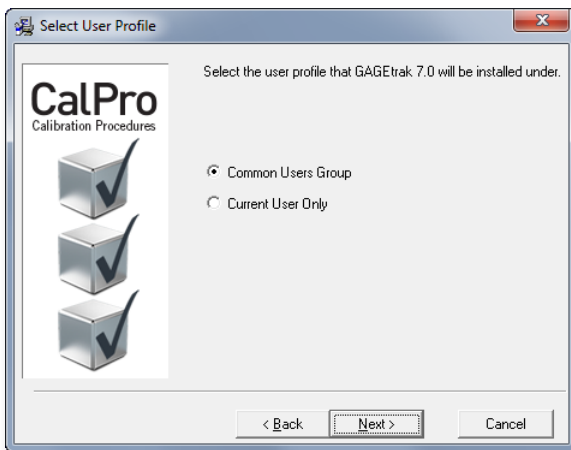 Select User Profile
Select the user profile that GAGEtrak 7.0 will be installed under.
CalPro
Calibration Procedures
Common Users Group
Current User Only
< Back
Next >
Cancel